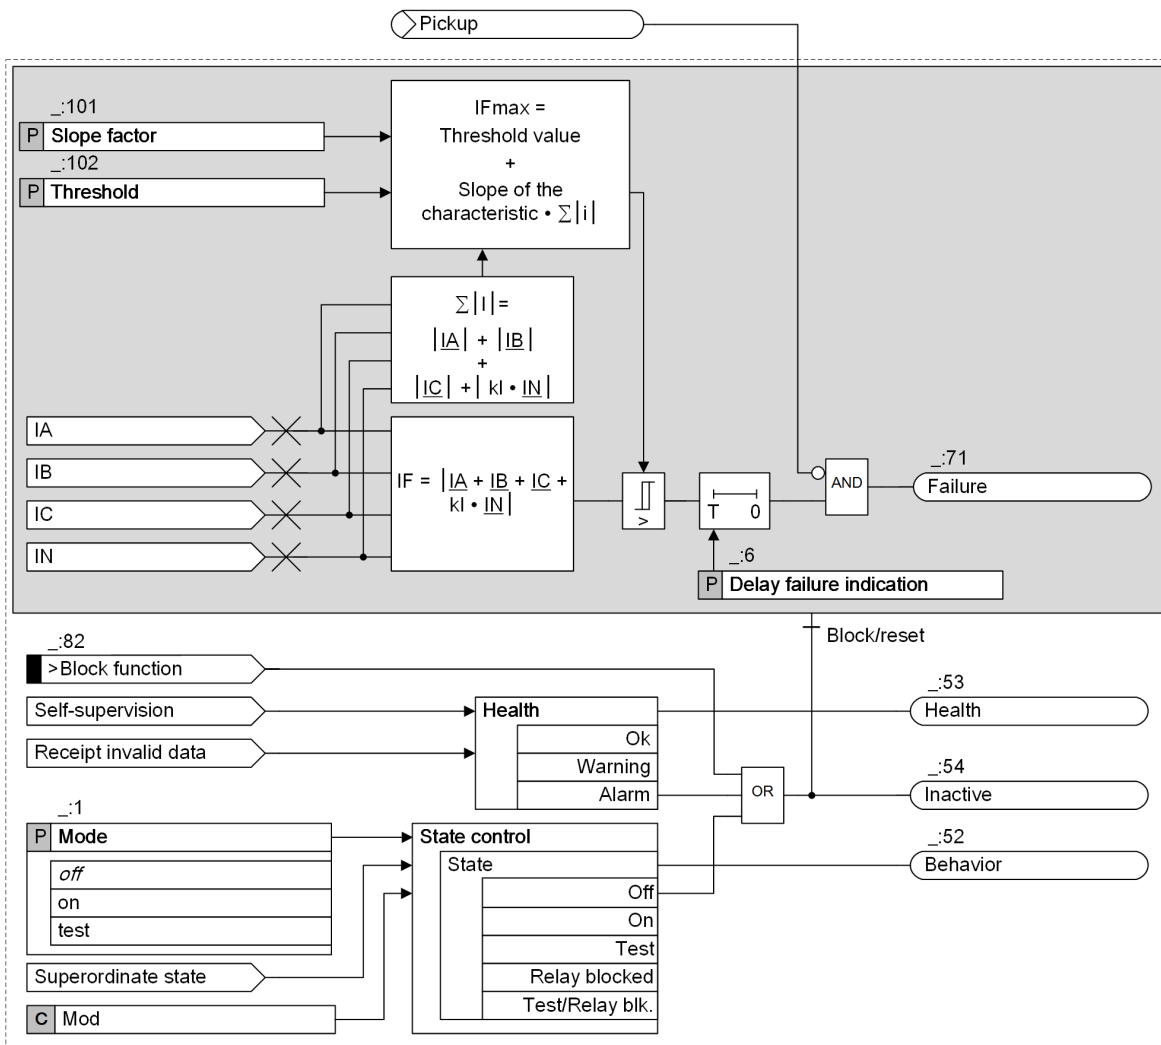 Pickup
_:101
P Slope factor
_:102
P Threshold
IFmax =
Threshold value
+
Slope of the
characteristic • ∑|i|
∑|I|=
|IA| + |IB|
+
|IC| +| kI • IN|
IA
IB
IC
IN
IF = |IA + IB + IC +
kI • IN|
>
T 0
AND
_:71
Failure
_:6
P Delay failure indication
Block/reset
_:82
>Block function
Self-supervision
Receipt invalid data
Health
Ok
Warning
Alarm
OR
_:53
Health
_:54
Inactive
_:52
Behavior
_:1
P Mode
off
on
test
Superordinate state
C Mod
State control
State
Off
On
Test
Relay blocked
Test/Relay blk.